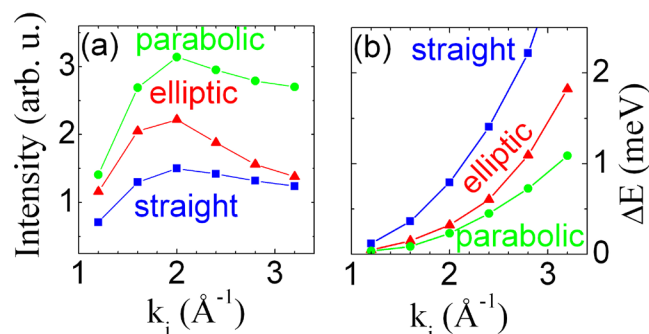 (a)
parabolic
elliptic
straight
Intensity (arb. u.)
3
2
1
1 2 3
k_i (Å⁻¹)
(b)
straight
elliptic
parabolic
ΔE (meV)
2
1
0
1 2 3
k_i (Å⁻¹)